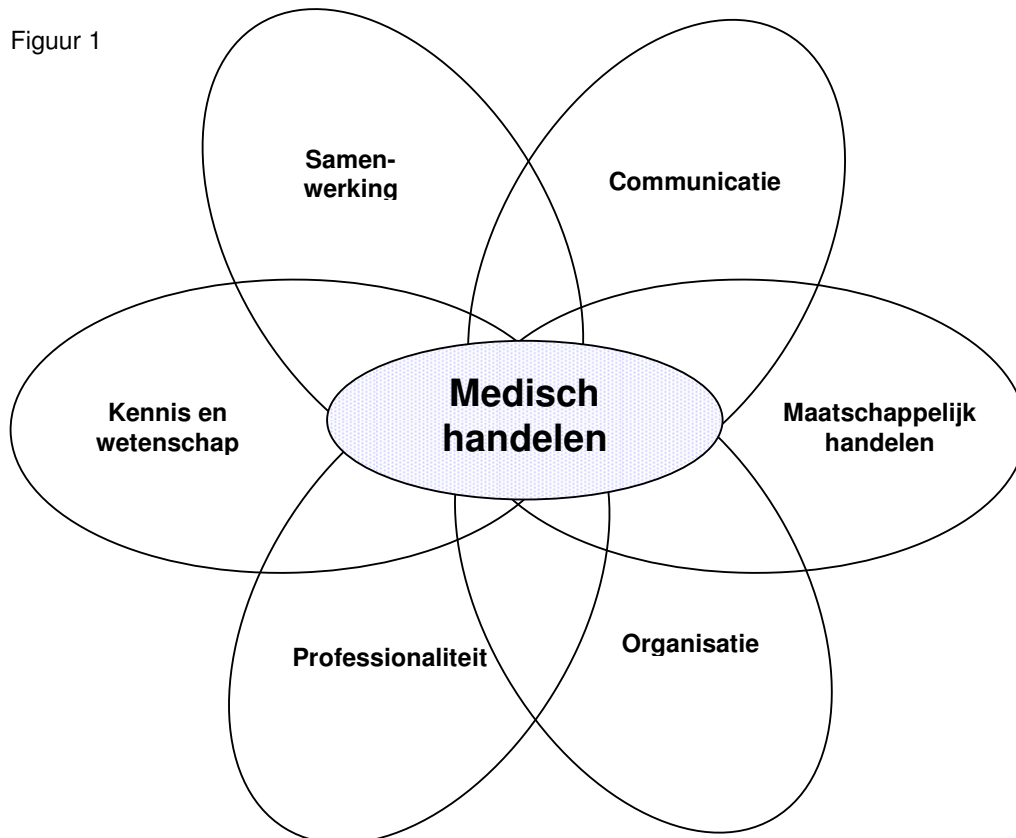 Figuur 1
Samen-
werking
Communicatie
Medisch
handelen
Kennis en
wetenschap
Maatschappelijk
handelen
Professionaliteit
Organisatie